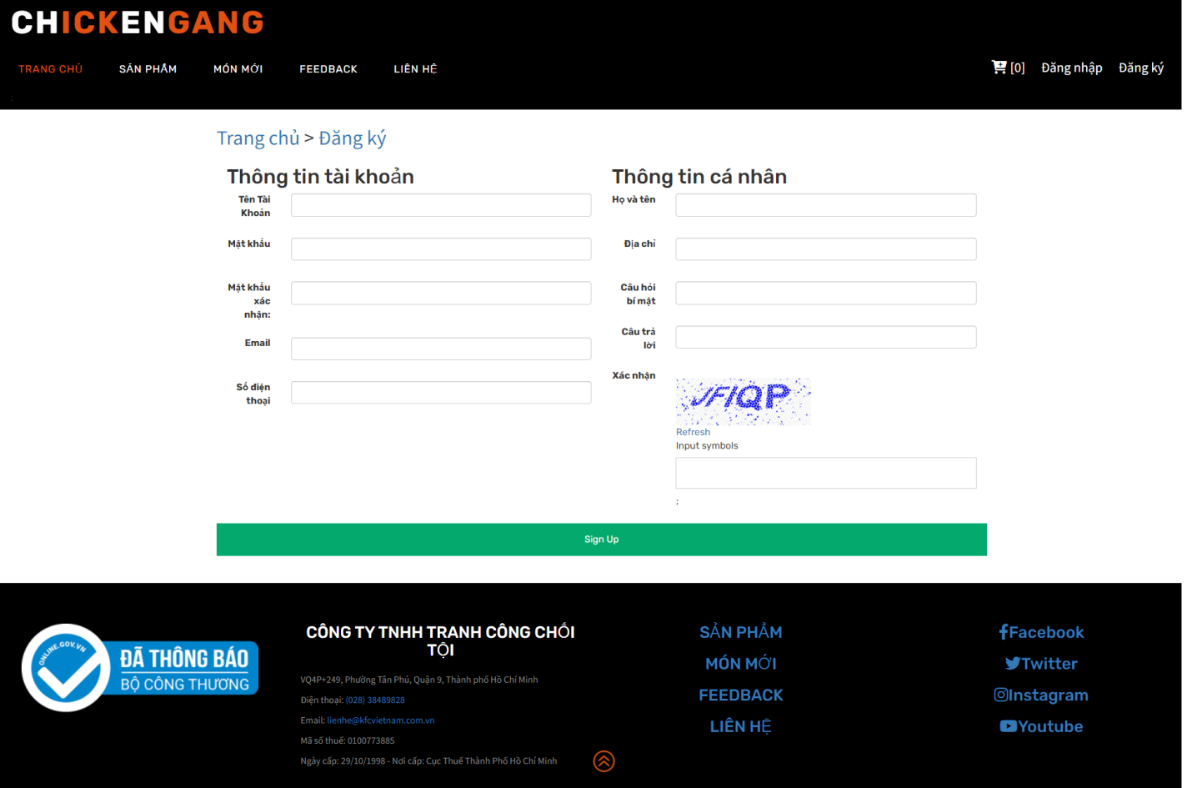 CHICKENGANG
TRANG CHỦ SẢN PHẨM MÓN MỚI FEEDBACK LIÊN HỆ [0] Đăng nhập Đăng ký
Trang chủ > Đăng ký
Thông tin tài khoản
Tên Tài
Khoản
Mật khẩu
Mật khẩu
xác
nhận:
Email
Số điện
thoại
Thông tin cá nhân
Họ và tên
Địa chỉ
Câu hỏi
bí mật
Câu trả
lời
Xác nhận
JFIQP
Refresh
Input symbols
;
Sign Up
ONLINE.GOV.VN
ĐÃ THÔNG BÁO
BỘ CÔNG THƯƠNG
CÔNG TY TNHH TRANH CÔNG CHỐI
TỘI
VQ4P+249, Phường Tân Phú, Quận 9, Thành phố Hồ Chí Minh
Điện thoại: (028) 38489828
Email: lienhe@kfcvietnam.com.vn
Mã số thuế: 0100773885
Ngày cấp: 29/10/1998 - Nơi cấp: Cục Thuế Thành Phố Hồ Chí Minh
SẢN PHẨM
MÓN MỚI
FEEDBACK
LIÊN HỆ
Facebook
Twitter
Instagram
Youtube